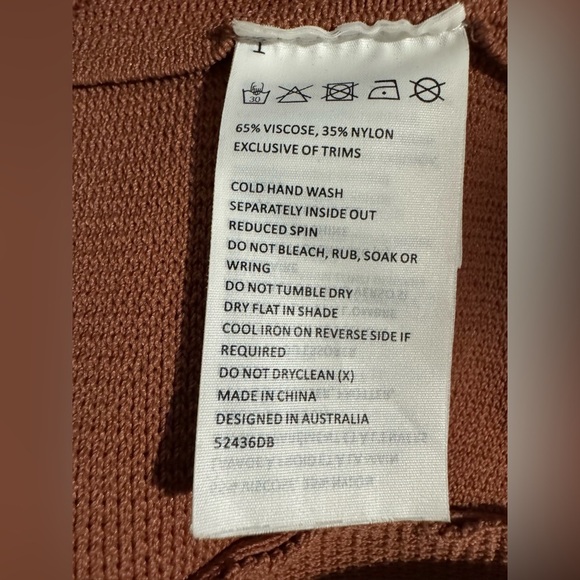 30
65% VISCOSE, 35% NYLON
EXCLUSIVE OF TRIMS
COLD HAND WASH
SEPARATELY INSIDE OUT
REDUCED SPIN
DO NOT BLEACH, RUB, SOAK OR
WRING
DO NOT TUMBLE DRY
DRY FLAT IN SHADE
COOL IRON ON REVERSE SIDE IF
REQUIRED
DO NOT DRYCLEAN (X)
MADE IN CHINA
DESIGNED IN AUSTRALIA
52436DB